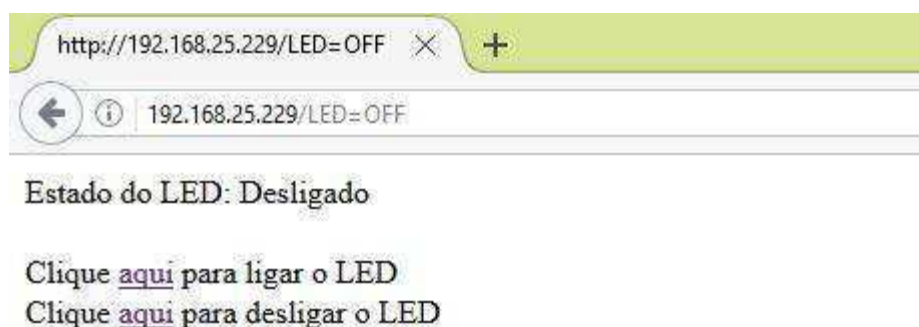 http://192.168.25.229/LED=OFF
192.168.25.229/LED=OFF
Estado do LED: Desligado
Clique aqui para ligar o LED
Clique aqui para desligar o LED